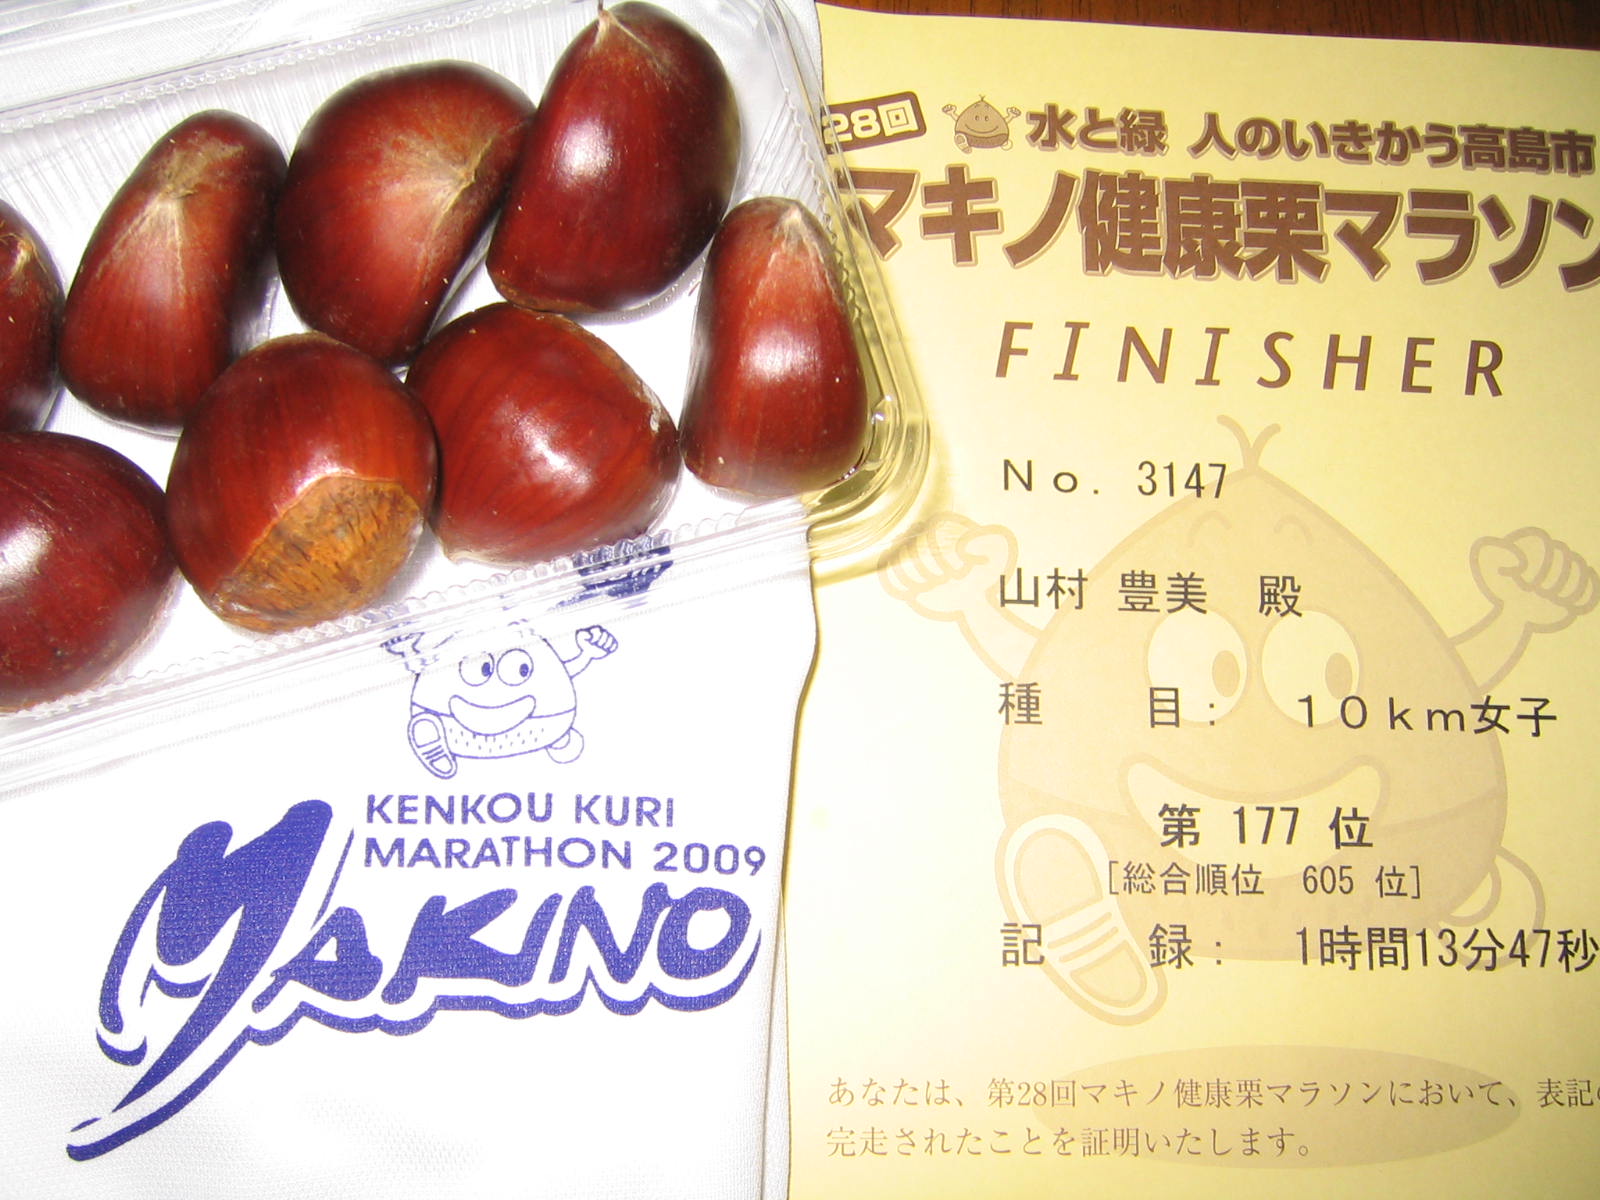 KENKOU KURI
MARATHON 2009
MAKINO
28回
水と緑 人のいきかう高島市
マキノ健康栗マラソン
FINISHER
No. 3147
山村 豊美 殿
種 目: 10km女子
第 177 位
[総合順位 605 位]
記 録: 1時間13分47秒
あなたは、第28回マキノ健康栗マラソンにおいて、表記の
完走されたことを証明いたします。